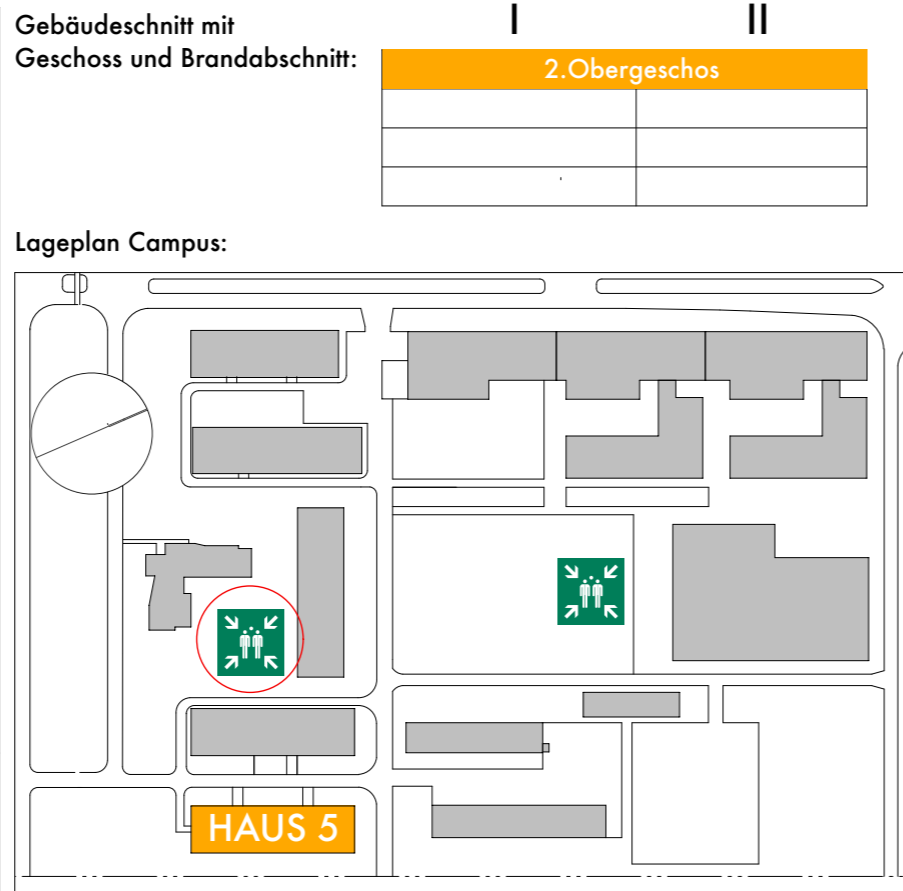 Gebäudeschnitt mit
Geschoss und Brandabschnitt:
I II
2.Obergeschos
Lageplan Campus:
HAUS 5